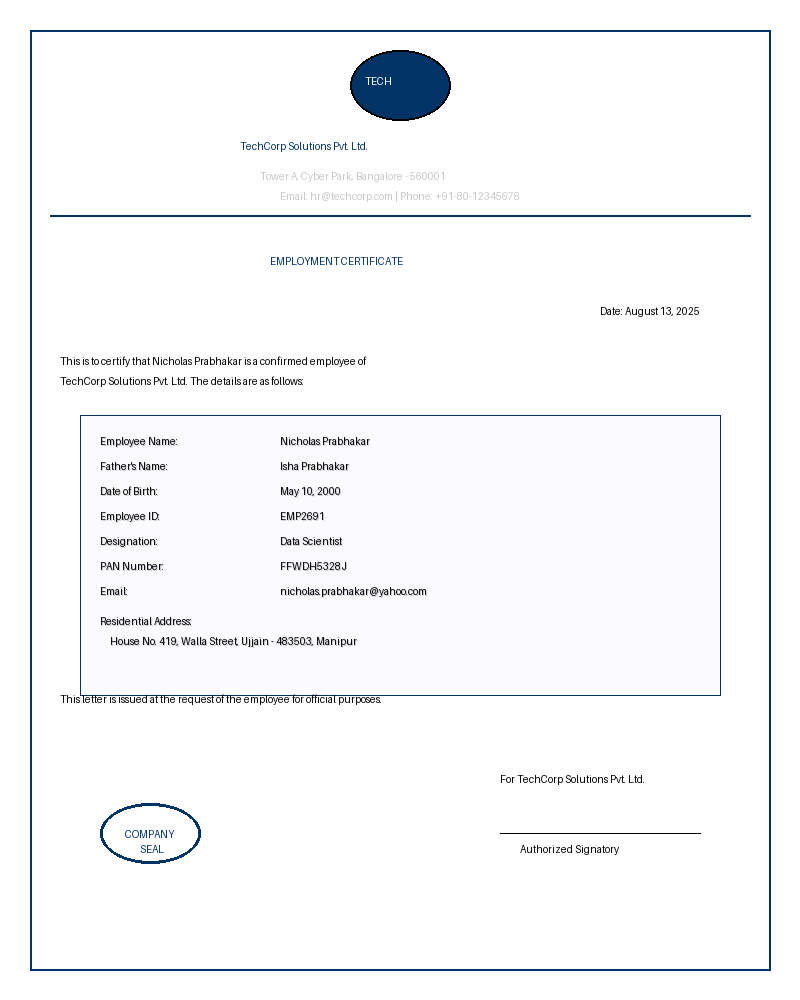 TECH
TechCorp Solutions Pvt. Ltd.
Tower A, Cyber Park, Bangalore - 560001
Email: hr@techcorp.com | Phone: +91-80-12345678
EMPLOYMENT CERTIFICATE
Date: August 13, 2025
This is to certify that Nicholas Prabhakar is a confirmed employee of
TechCorp Solutions Pvt. Ltd. The details are as follows:
Employee Name: Nicholas Prabhakar
Father's Name: Isha Prabhakar
Date of Birth: May 10, 2000
Employee ID: EMP2691
Designation: Data Scientist
PAN Number: FFWDH5328J
Email: nicholas.prabhakar@yahoo.com
Residential Address:
House No. 419, Walla Street, Ujjain - 483503, Manipur
This letter is issued at the request of the employee for official purposes.
For TechCorp Solutions Pvt. Ltd.
COMPANY
SEAL
Authorized Signatory